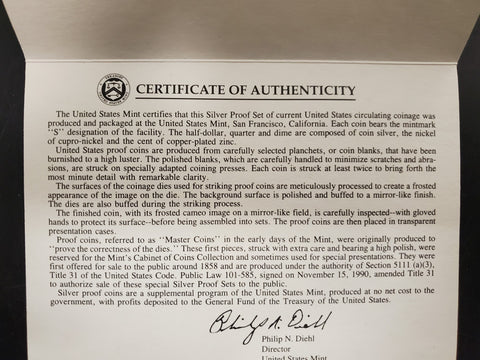 CERTIFICATE OF AUTHENTICITY
The United States Mint certifies that this Silver Proof Set of current United States circulating coinage was
produced and packaged at the United States Mint, San Francisco, California. Each coin bears the mintmark
"S" designation of the facility. The half-dollar, quarter and dime are composed of coin silver, the nickel
of cupro-nickel and the cent of copper-plated zinc.
United States proof coins are produced from carefully selected planchets, or coin blanks, that have been
burnished to a high luster. The polished blanks, which are carefully handled to minimize scratches and abra-
sions, are struck on specially adapted coining presses. Each coin is struck at least twice to bring forth the
most minute detail with remarkable clarity.
The surfaces of the coinage dies used for striking proof coins are meticulously processed to create a frosted
appearance of the image on the die. The background surface is polished and buffed to a mirror-like finish.
The dies are also buffed during the striking process.
The finished coin, with its frosted cameo image on a mirror-like field, is carefully inspected—with gloved
hands to protect its surface—before being assembled into sets. The proof coins are then placed in transparent
presentation cases.
Proof coins, referred to as "Master Coins" in the early days of the Mint, were originally produced to
"prove the correctness of the dies." These first pieces, struck with extra care and bearing a high polish, were
reserved for the Mint's Cabinet of Coins Collection and sometimes used for special presentations. They were
first offered for sale to the public around 1858 and are produced under the authority of Section 5111 (a)(3),
Title 31 of the United States Code. Public Law 101-585, signed on November 15, 1990, amended Title 31
to authorize sale of these special Silver Proof Sets to the public.
Silver proof coins are a supplemental program of the United States Mint, produced at no net cost to the
government, with profits deposited to the General Fund of the Treasury of the United States.
Philip N. Diehl
Philip N. Diehl
Director
United States Mint